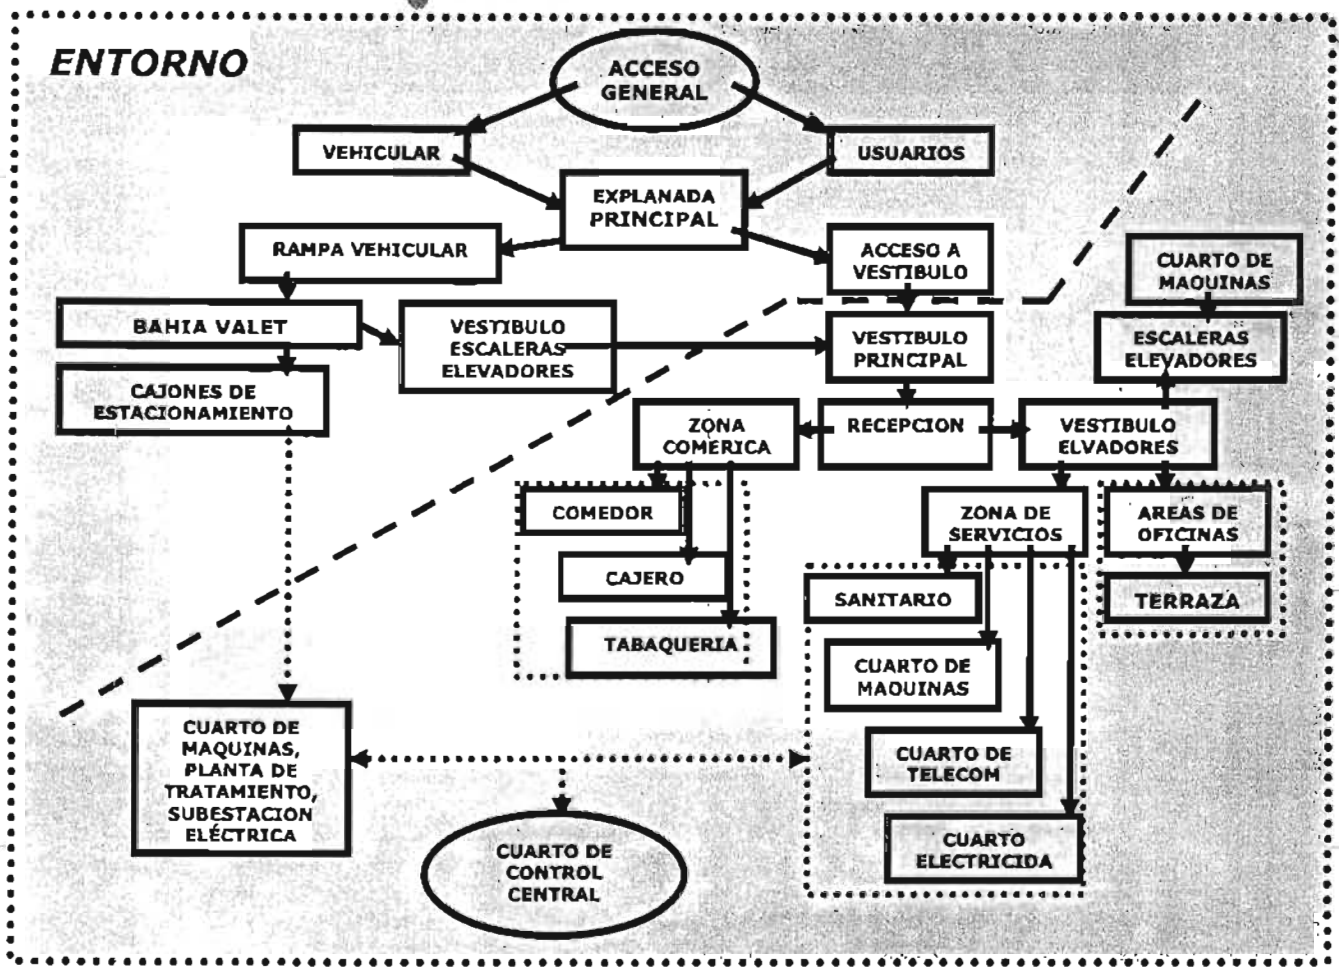 ENTORNO
ACCESO
GENERAL
VEHICULAR
USUARIOS
EXPLANADA
PRINCIPAL
RAMPA VEHICULAR
ACCESO A
VESTIBULO
CUARTO DE
MAQUINAS
BAHIA VALET
VESTIBULO
ESCALERAS
ELEVADORES
VESTIBULO
PRINCIPAL
ESCALERAS
ELEVADORES
CAJONES DE
ESTACIONAMIENTO
ZONA
COMERICA
RECEPCION
VESTIBULO
ELVADORES
COMEDOR
ZONA DE
SERVICIOS
AREAS DE
OFICINAS
CAJERO
SANITARIO
TERRAZA
TABAQUERIA
CUARTO DE
MAQUINAS
CUARTO DE
MAQUINAS,
PLANTA DE
TRATAMIENTO,
SUBESTACION
ELÉCTRICA
CUARTO DE
TELECOM
CUARTO DE
CONTROL
CENTRAL
CUARTO
ELECTRICIDA